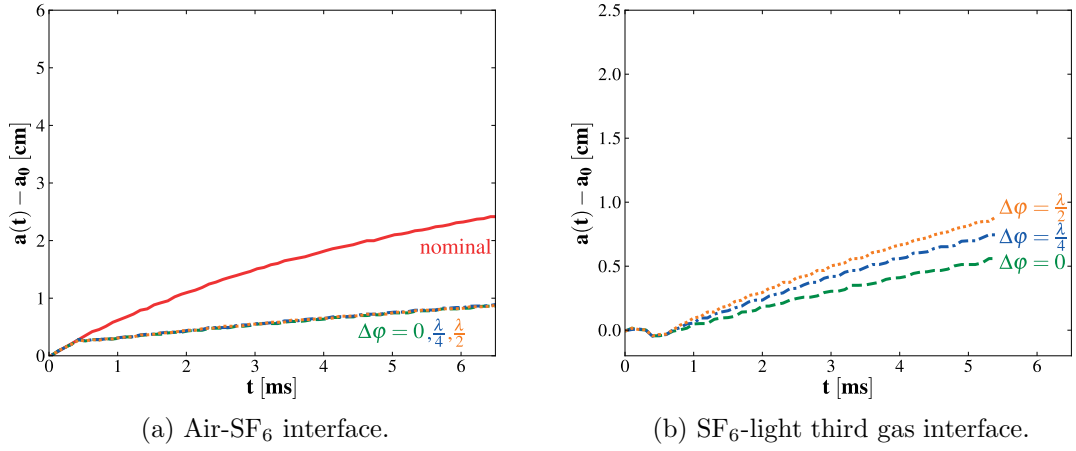 6
5
4
3
2
1
0
a(t) − a₀ [cm]
nominal
Δφ = 0, λ/4, λ/2
0 1 2 3 4 5 6
t [ms]
(a) Air-SF₆ interface.
2.5
2.0
1.5
1.0
0.5
0.0
a(t) − a₀ [cm]
Δφ = λ/2
Δφ = λ/4
Δφ = 0
0 1 2 3 4 5 6
t [ms]
(b) SF₆-light third gas interface.